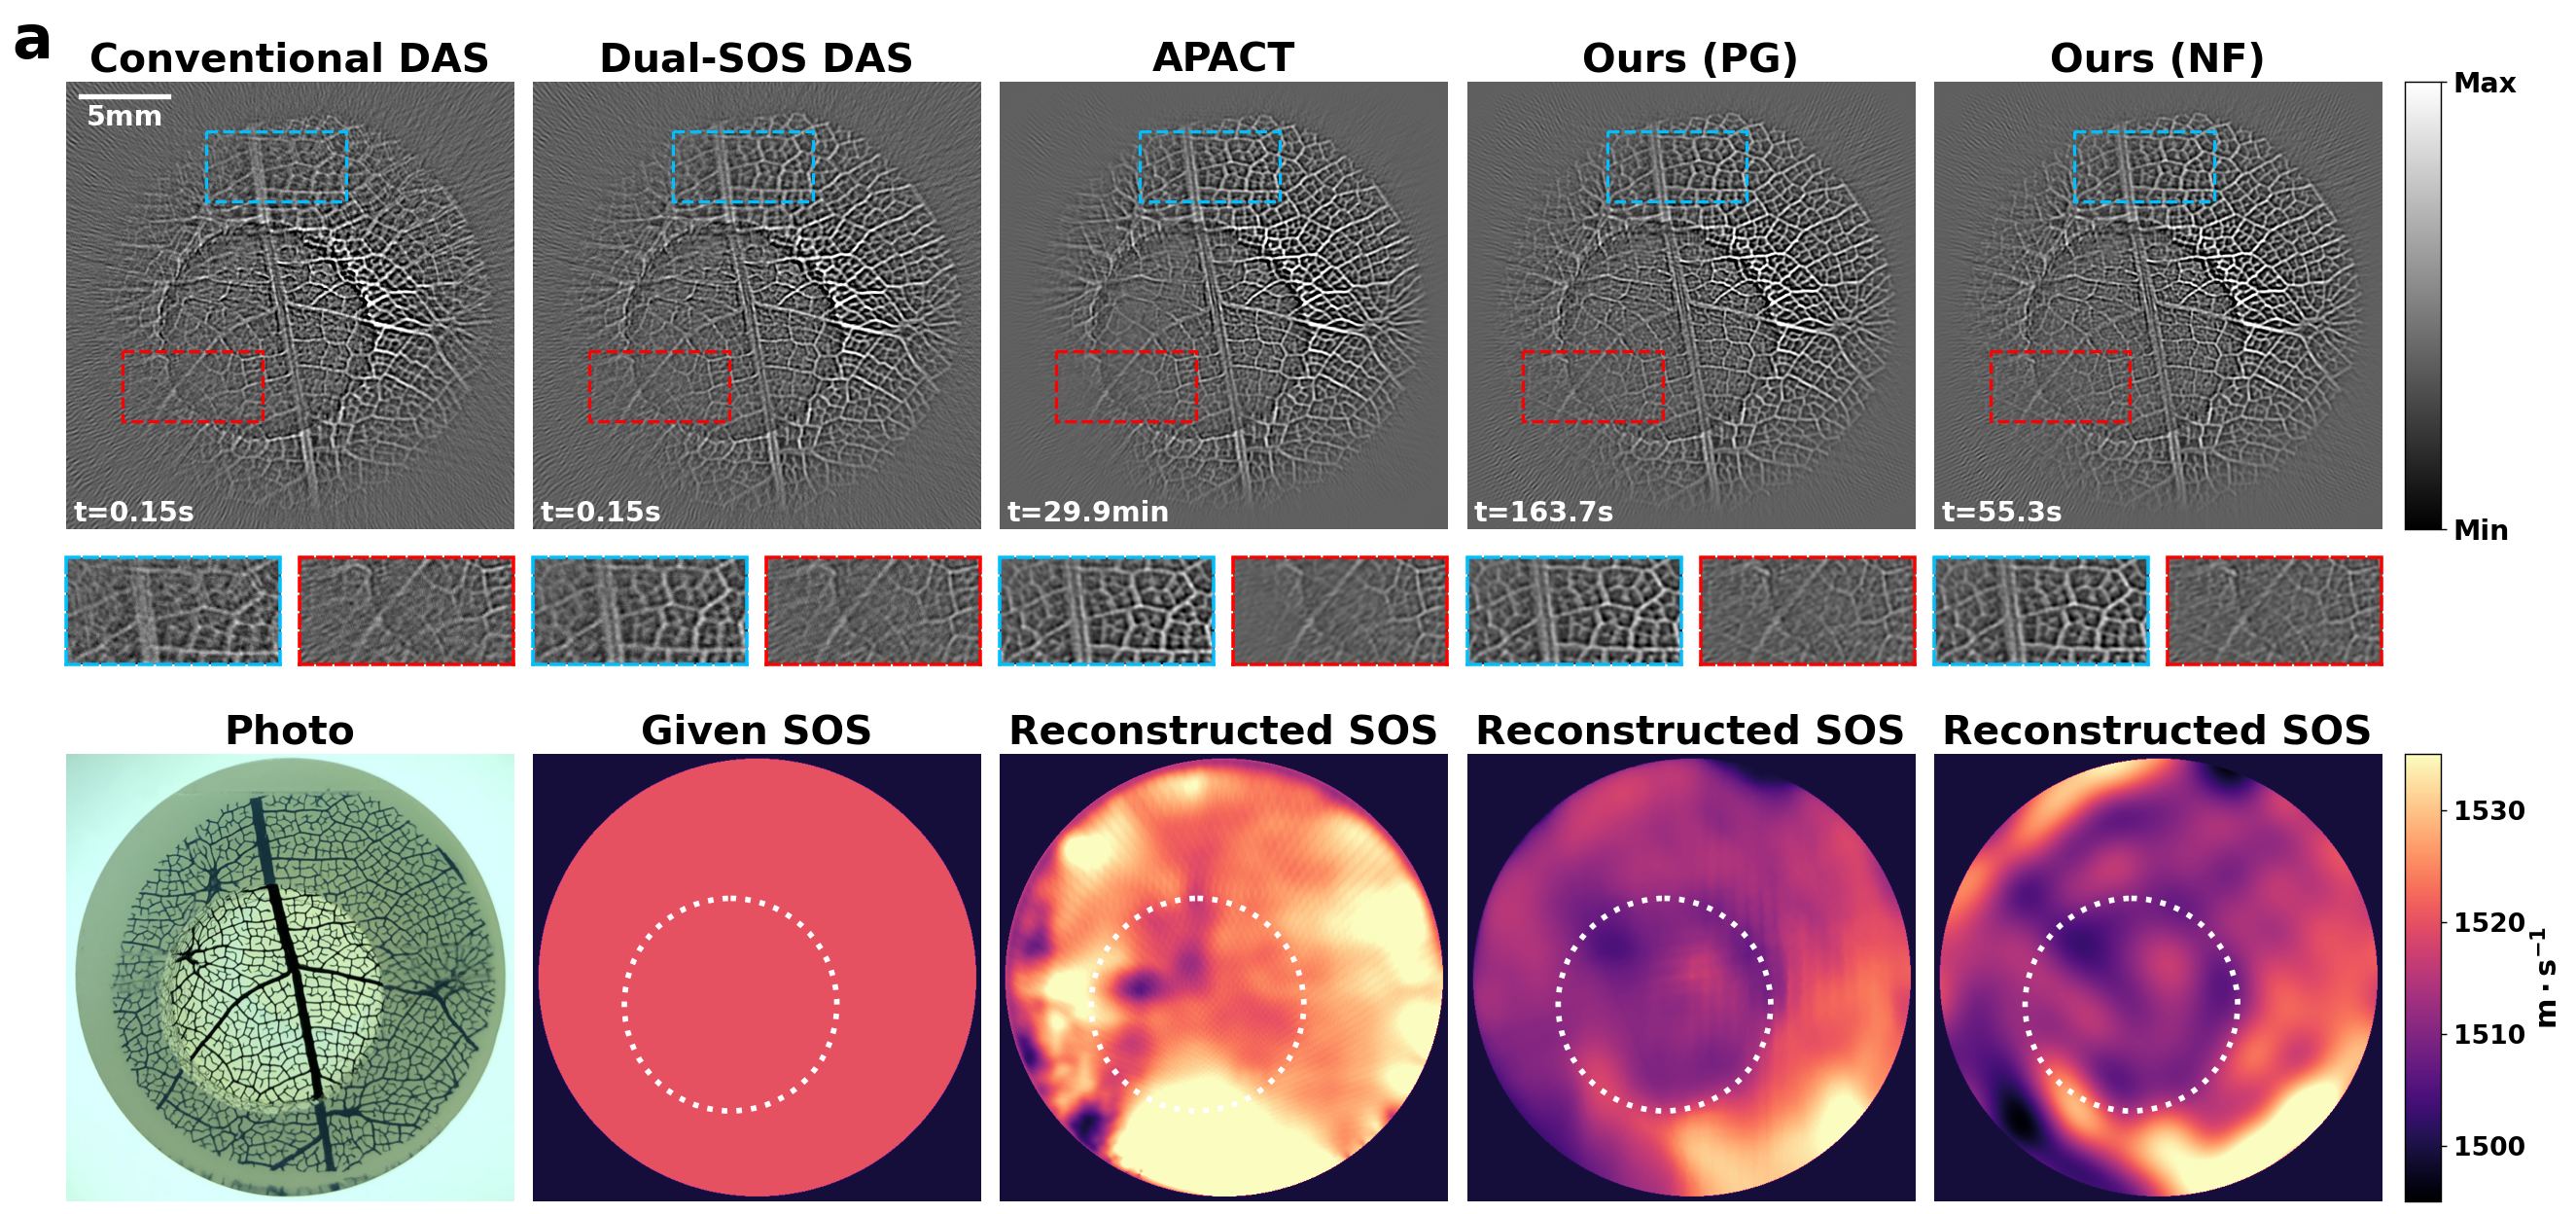 a
Conventional DAS
Dual-SOS DAS
APACT
Ours (PG)
Ours (NF)
5mm
t=0.15s
t=0.15s
t=29.9min
t=163.7s
t=55.3s
Max
Min
Photo
Given SOS
Reconstructed SOS
Reconstructed SOS
Reconstructed SOS
1530
1520
1510
1500
m · s⁻¹